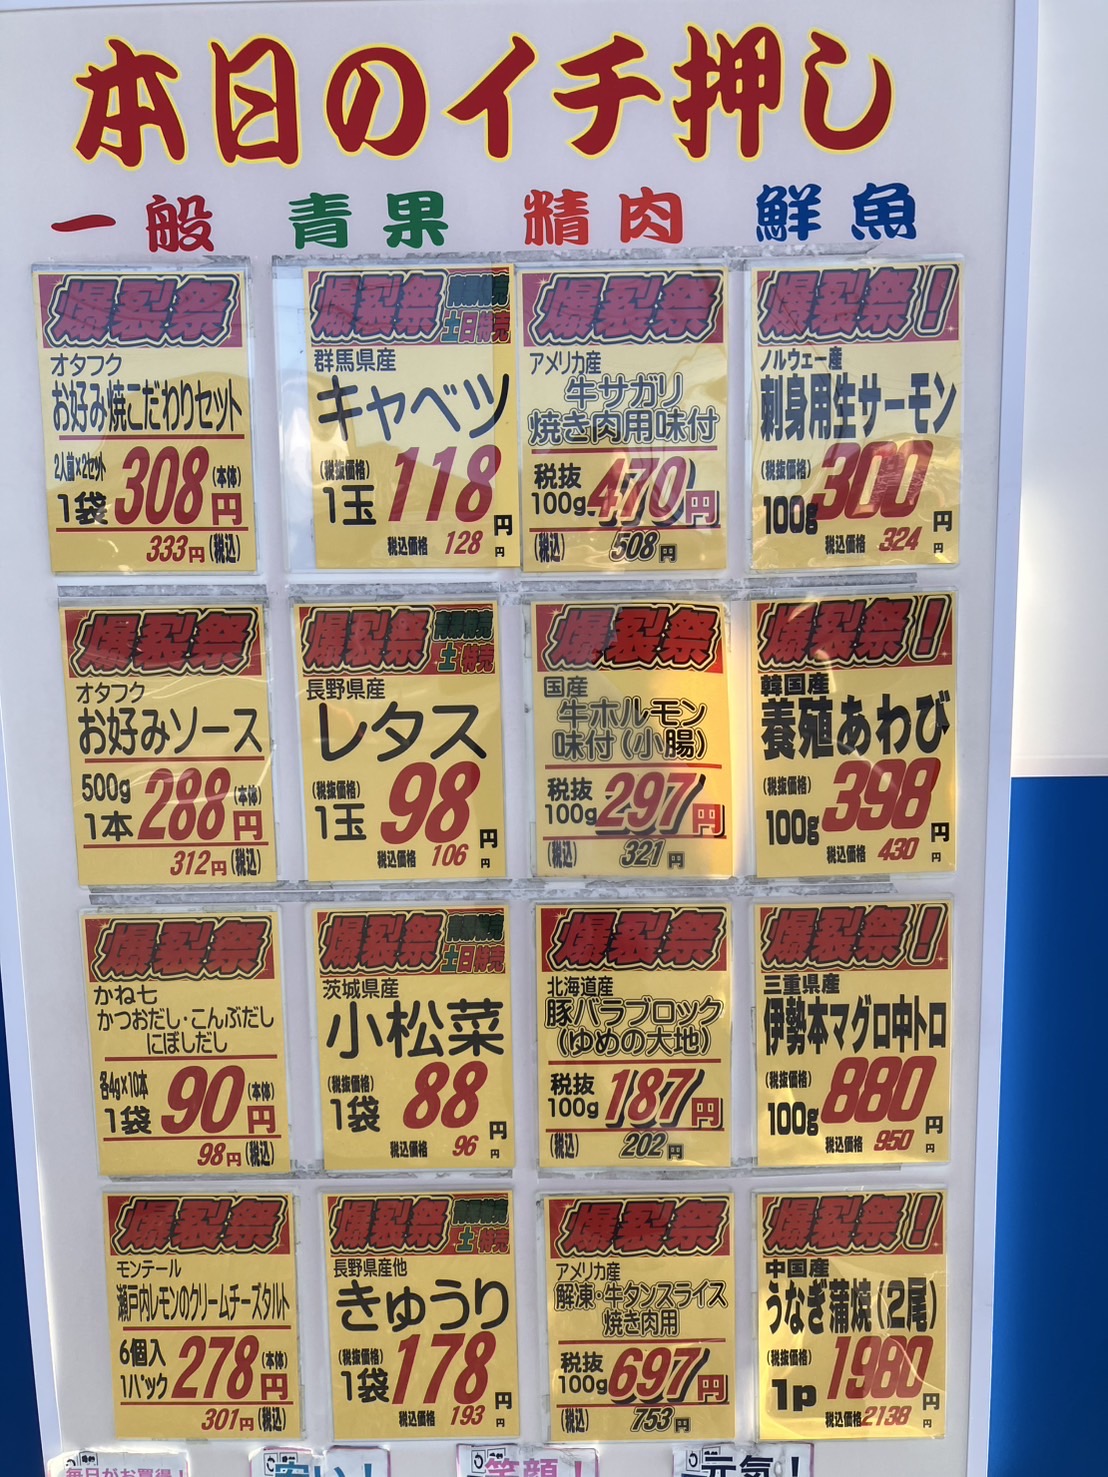 本日のイチ押し
一般 青果 精肉 鮮魚
爆裂祭
オタフク
お好み焼こだわりセット
2人前×2セット
1袋 308円 (本体)
333円(税込)
爆裂祭
土日特売
群馬県産
キャベツ
(税抜価格)
1玉 118円
税込価格 128円
爆裂祭
アメリカ産
牛サガリ
焼き肉用味付
税抜
100g 470円
(税込) 508円
爆裂祭!
ノルウェー産
刺身用生サーモン
(税抜価格)
100g 300円
税込価格 324円
爆裂祭
オタフク
お好みソース
500g
1本 288円 (本体)
312円(税込)
爆裂祭
土 特売
長野県産
レタス
(税抜価格)
1玉 98円
税込価格 106円
爆裂祭
国産
牛ホルモン
味付(小腸)
税抜
100g 297円
(税込) 321円
爆裂祭!
韓国産
養殖あわび
(税抜価格)
100g 398円
税込価格 430円
爆裂祭
かね七
かつおだし・こんぶだし
にぼしだし
各4g×10本
1袋 90円 (本体)
98円(税込)
爆裂祭
土日特売
茨城県産
小松菜
(税抜価格)
1袋 88円
税込価格 96円
爆裂祭
北海道産
豚バラブロック
(ゆめの大地)
税抜
100g 187円
(税込) 202円
爆裂祭!
三重県産
伊勢本マグロ中トロ
(税抜価格)
100g 880円
税込価格 950円
爆裂祭
モンテール
瀬戸内レモンのクリームチーズタルト
6個入
1パック 278円 (本体)
301円(税込)
爆裂祭
土 特売
長野県産他
きゅうり
(税抜価格)
1袋 178円
税込価格 193円
爆裂祭
アメリカ産
解凍・牛タンスライス
焼き肉用
税抜
100g 697円
(税込) 753円
爆裂祭!
中国産
うなぎ蒲焼(2尾)
(税抜価格)
1p 1980円
税込価格 2138円
毎日がお買得! 安い! 笑顔! 元気!